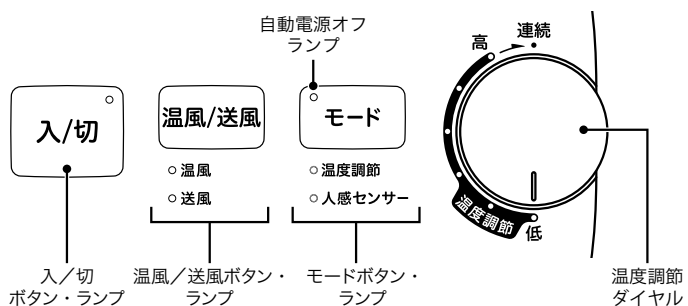 自動電源オフ
ランプ
連続
高
入/切
温風/送風
モード
温風
送風
温度調節
人感センサー
温度調節
低
入／切
ボタン・ランプ
温風／送風ボタン・
ランプ
モードボタン・
ランプ
温度調節
ダイヤル